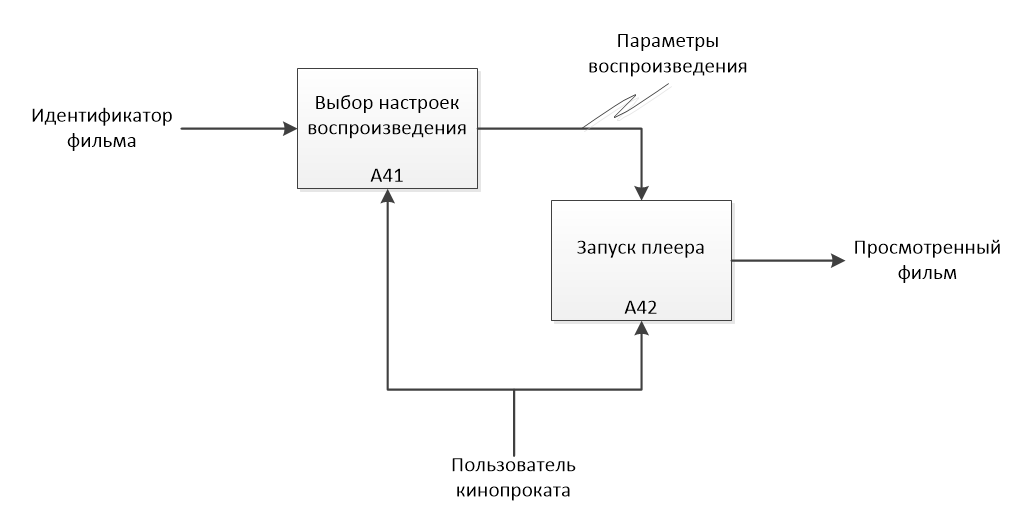 Параметры
воспроизведения
Выбор настроек
воспроизведения
A41
Идентификатор
фильма
Запуск плеера
A42
Просмотренный
фильм
Пользователь
кинопроката